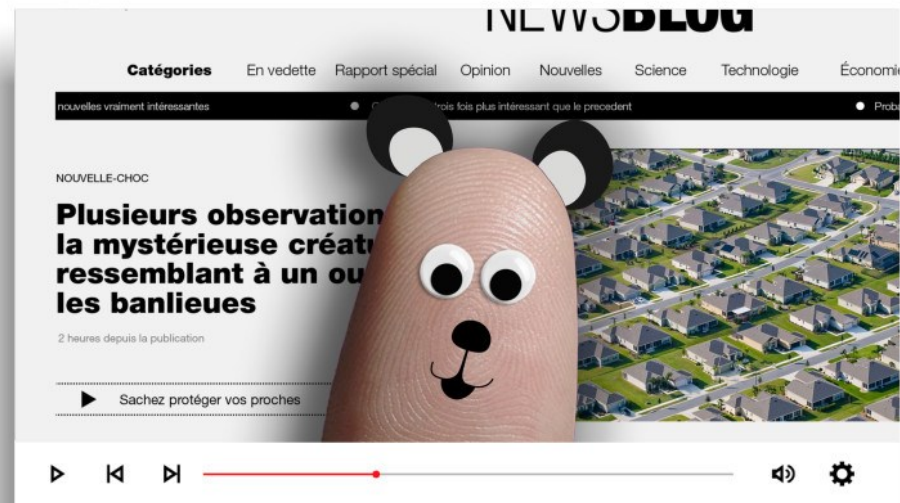 NEWSBLOG
Catégories En vedette Rapport spécial Opinion Nouvelles Science Technologie Économie
nouvelles vraiment intéressantes trois fois plus intéressant que le precedent
NOUVELLE-CHOC
Plusieurs observation
la mystérieuse
ressemblant à un
les banlieues
2 heures depuis la publication
Sachez protéger vos proches